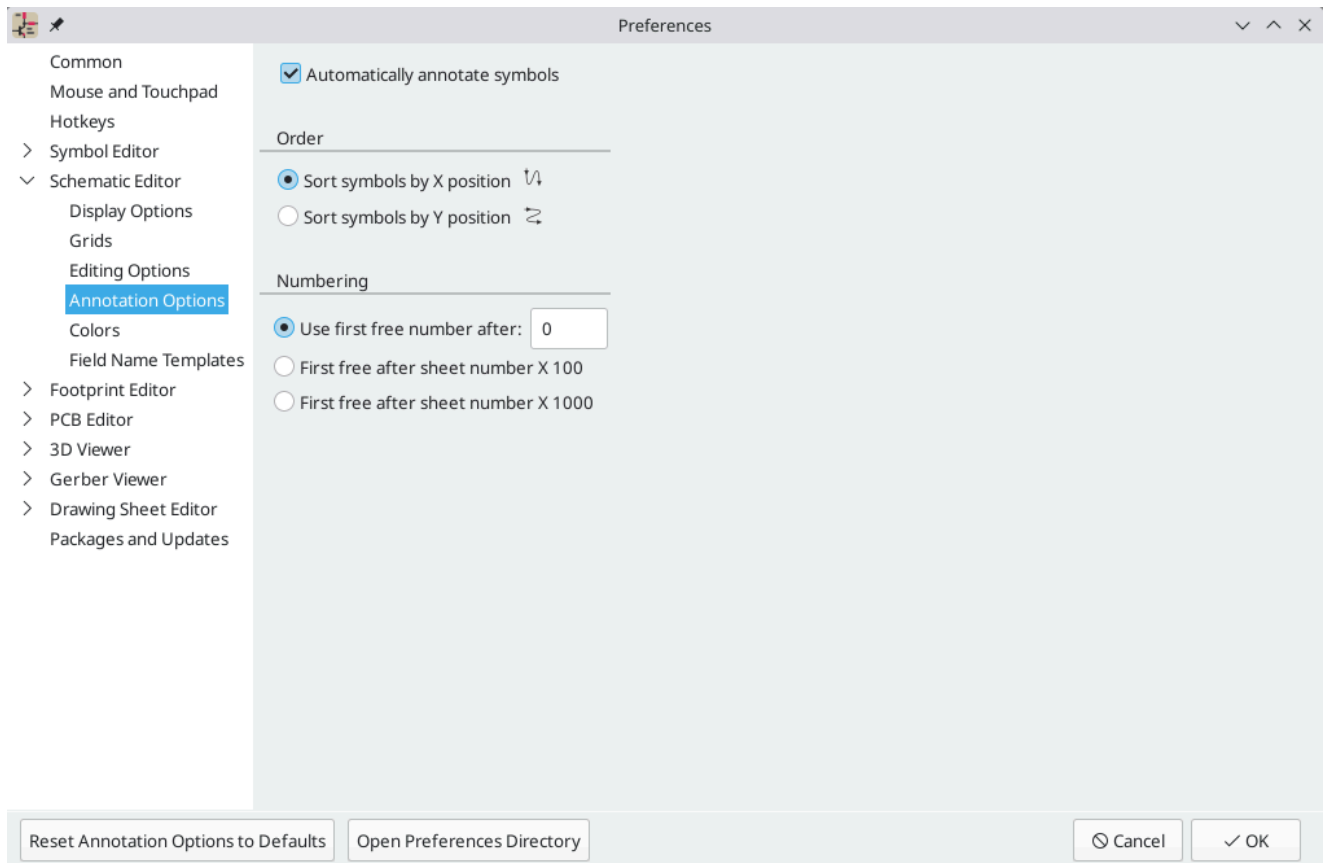 Preferences
Common
Mouse and Touchpad
Hotkeys
Symbol Editor
Schematic Editor
Display Options
Grids
Editing Options
Annotation Options
Colors
Field Name Templates
Footprint Editor
PCB Editor
3D Viewer
Gerber Viewer
Drawing Sheet Editor
Packages and Updates
Automatically annotate symbols
Order
Sort symbols by X position
Sort symbols by Y position
Numbering
Use first free number after: 0
First free after sheet number X 100
First free after sheet number X 1000
Reset Annotation Options to Defaults
Open Preferences Directory
Cancel
OK